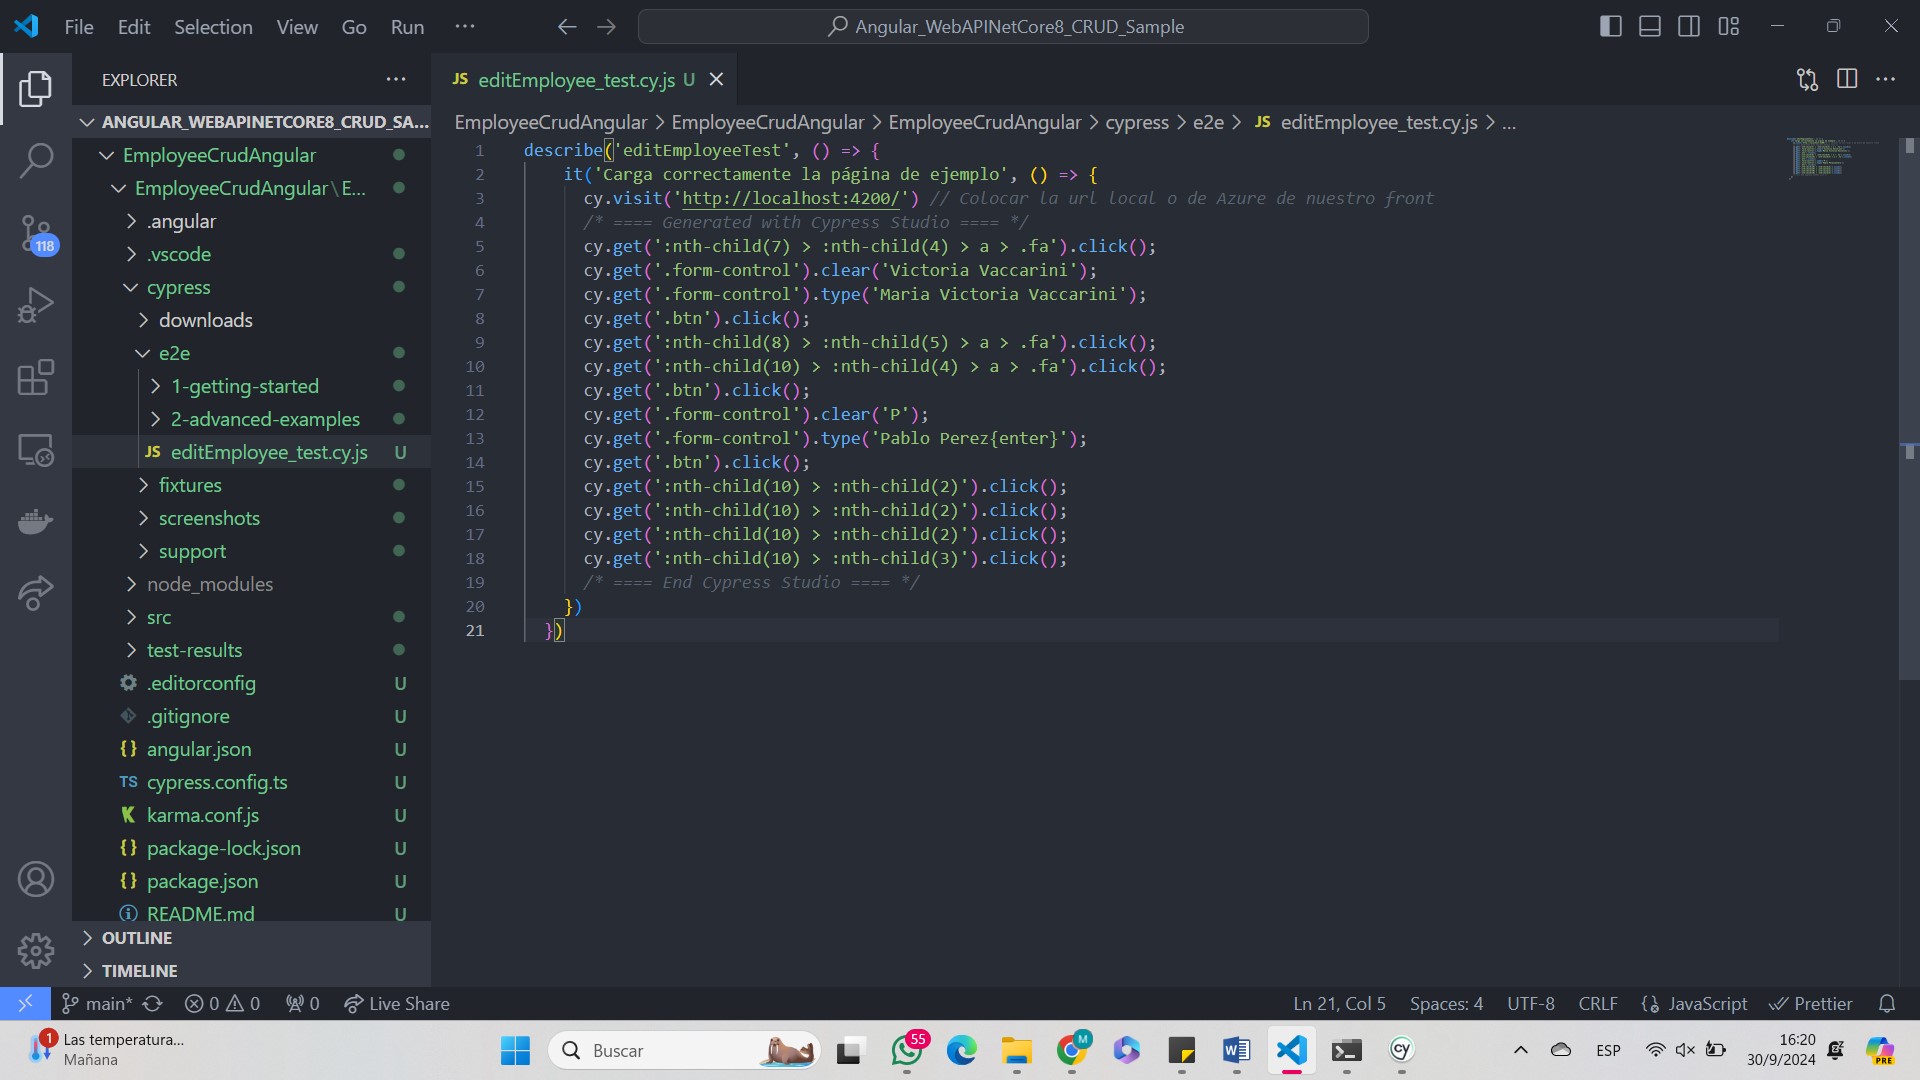 File Edit Selection View Go Run ···
Angular_WebAPINetCore8_CRUD_Sample
EXPLORER
ANGULAR_WEBAPINETCORE8_CRUD_SA...
EmployeeCrudAngular
EmployeeCrudAngular\E...
.angular
.vscode
cypress
downloads
e2e
1-getting-started
2-advanced-examples
JS editEmployee_test.cy.js U
fixtures
screenshots
support
node_modules
src
test-results
.editorconfig U
.gitignore U
{} angular.json U
TS cypress.config.ts U
karma.conf.js U
{} package-lock.json U
{} package.json U
README.md U
OUTLINE
TIMELINE
118
JS editEmployee_test.cy.js U
EmployeeCrudAngular > EmployeeCrudAngular > EmployeeCrudAngular > cypress > e2e > JS editEmployee_test.cy.js > ...
1 describe('editEmployeeTest', () => {
2 it('Carga correctamente la página de ejemplo', () => {
3 cy.visit('http://localhost:4200/') // Colocar la url local o de Azure de nuestro front
4 /* ==== Generated with Cypress Studio ==== */
5 cy.get(':nth-child(7) > :nth-child(4) > a > .fa').click();
6 cy.get('.form-control').clear('Victoria Vaccarini');
7 cy.get('.form-control').type('Maria Victoria Vaccarini');
8 cy.get('.btn').click();
9 cy.get(':nth-child(8) > :nth-child(5) > a > .fa').click();
10 cy.get(':nth-child(10) > :nth-child(4) > a > .fa').click();
11 cy.get('.btn').click();
12 cy.get('.form-control').clear('P');
13 cy.get('.form-control').type('Pablo Perez{enter}');
14 cy.get('.btn').click();
15 cy.get(':nth-child(10) > :nth-child(2)').click();
16 cy.get(':nth-child(10) > :nth-child(2)').click();
17 cy.get(':nth-child(10) > :nth-child(2)').click();
18 cy.get(':nth-child(10) > :nth-child(3)').click();
19 /* ==== End Cypress Studio ==== */
20 })
21 })
main* 0 0 0 Live Share
Ln 21, Col 5 Spaces: 4 UTF-8 CRLF {} JavaScript Prettier
1 Las temperatura...
Mañana
Buscar
55
M
cy
ESP
16:20
30/9/2024
PRE